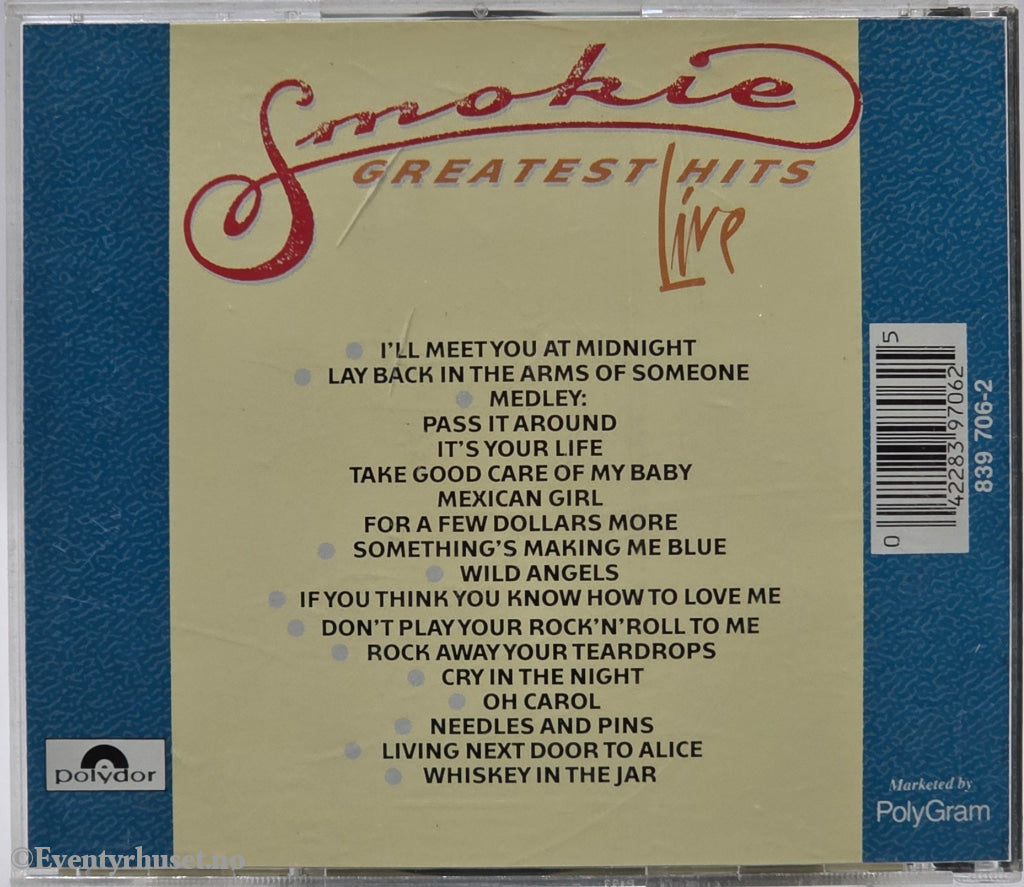 Smokie
GREATEST HITS
Live
I'LL MEET YOU AT MIDNIGHT
LAY BACK IN THE ARMS OF SOMEONE
MEDLEY:
PASS IT AROUND
IT'S YOUR LIFE
TAKE GOOD CARE OF MY BABY
MEXICAN GIRL
FOR A FEW DOLLARS MORE
SOMETHING'S MAKING ME BLUE
WILD ANGELS
IF YOU THINK YOU KNOW HOW TO LOVE ME
DON'T PLAY YOUR ROCK'N'ROLL TO ME
ROCK AWAY YOUR TEARDROPS
CRY IN THE NIGHT
OH CAROL
NEEDLES AND PINS
LIVING NEXT DOOR TO ALICE
WHISKEY IN THE JAR
0 42283 97062 5
839 706-2
polydor
Marketed by
PolyGram
©Eventyrhuset.no